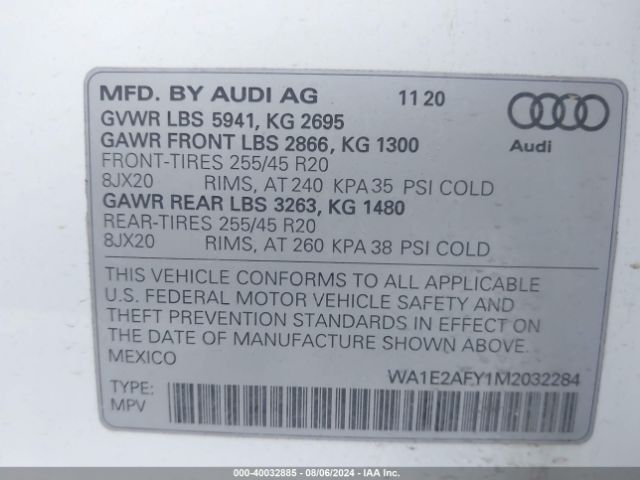 MFD. BY AUDI AG 11 20
GVWR LBS 5941, KG 2695
GAWR FRONT LBS 2866, KG 1300
FRONT-TIRES 255/45 R20
8JX20 RIMS, AT 240 KPA 35 PSI COLD
GAWR REAR LBS 3263, KG 1480
REAR-TIRES 255/45 R20
8JX20 RIMS, AT 260 KPA 38 PSI COLD
Audi
THIS VEHICLE CONFORMS TO ALL APPLICABLE
U.S. FEDERAL MOTOR VEHICLE SAFETY AND
THEFT PREVENTION STANDARDS IN EFFECT ON
THE DATE OF MANUFACTURE SHOWN ABOVE.
MEXICO
WA1E2AFY1M2032284
TYPE:
MPV
000-40032885 - 08/06/2024 - IAA Inc.